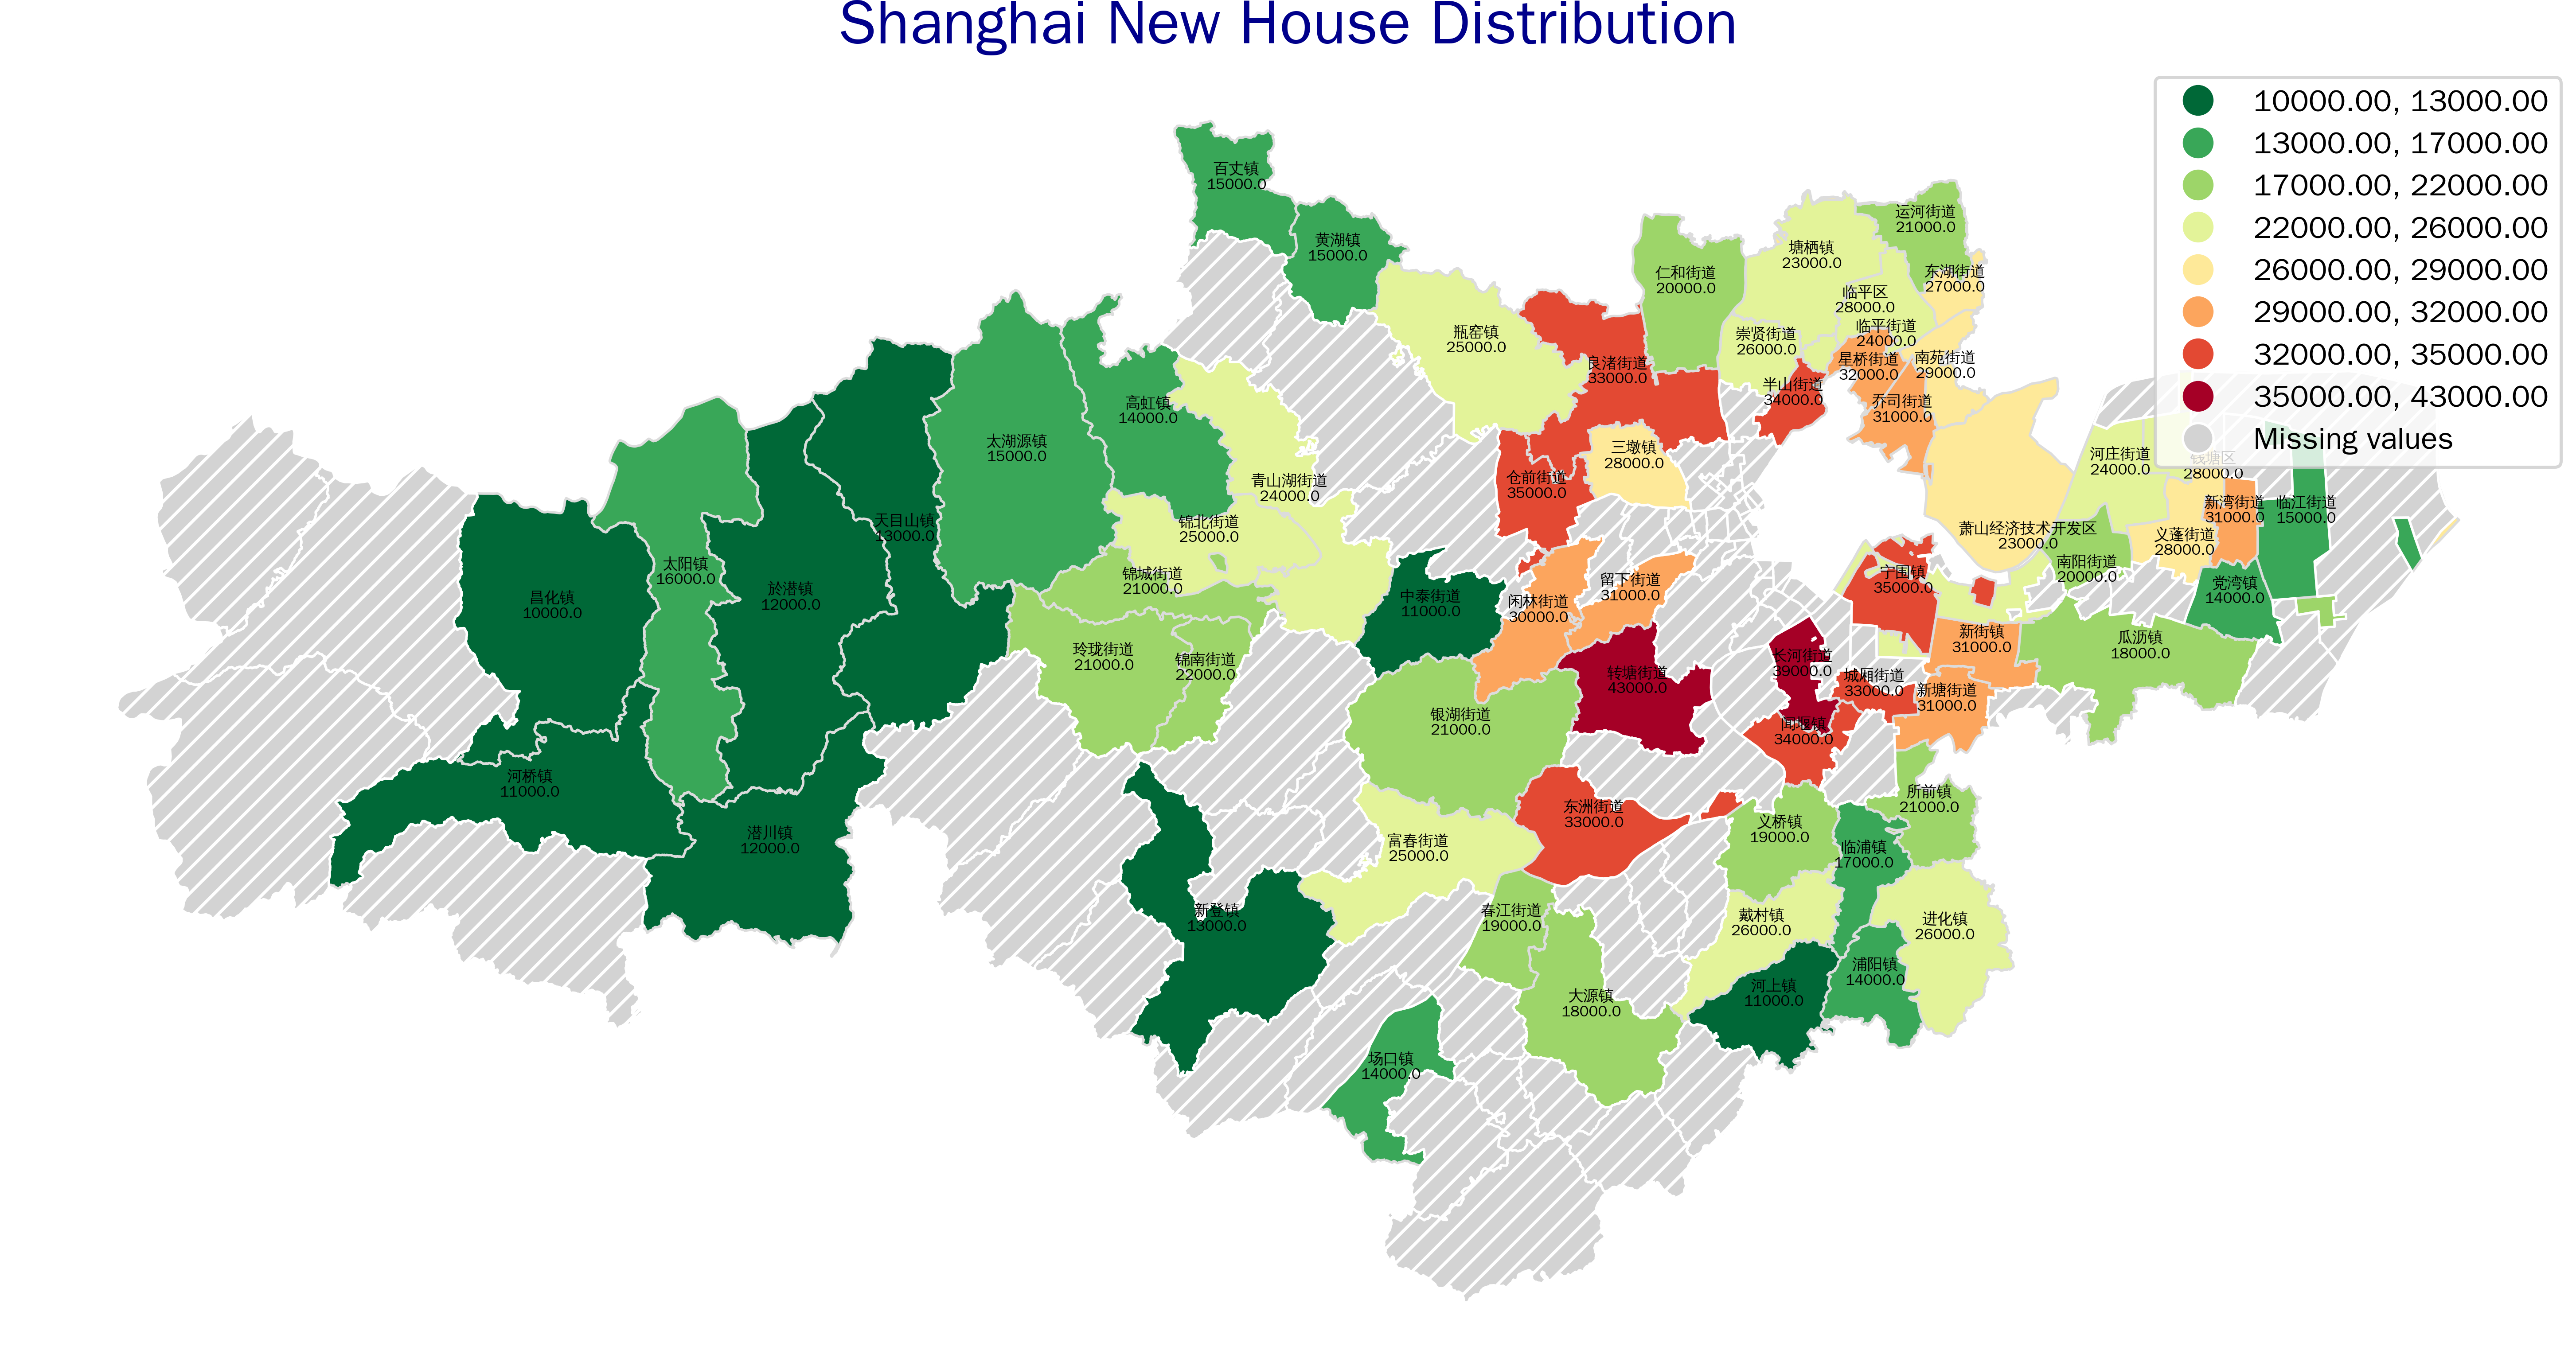 Shanghai New House Distribution
10000.00, 13000.00
13000.00, 17000.00
17000.00, 22000.00
22000.00, 26000.00
26000.00, 29000.00
29000.00, 32000.00
32000.00, 35000.00
35000.00, 43000.00
Missing values
百丈镇
15000.0
黄湖镇
15000.0
运河街道
21000.0
塘栖镇
23000.0
仁和街道
20000.0
东湖街道
27000.0
临平区
28000.0
瓶窑镇
25000.0
崇贤街道
26000.0
临平街道
24000.0
良渚街道
33000.0
星桥街道
32000.0
南苑街道
29000.0
半山街道
34000.0
乔司街道
31000.0
高虹镇
14000.0
太湖源镇
15000.0
三墩镇
28000.0
河庄街道
24000.0
钱塘区
28000.0
青山湖街道
24000.0
仓前街道
35000.0
新湾街道
31000.0
临江街道
15000.0
天目山镇
13000.0
锦北街道
25000.0
萧山经济技术开发区
23000.0
义蓬街道
28000.0
太阳镇
16000.0
锦城街道
21000.0
留下街道
31000.0
宁围镇
35000.0
南阳街道
20000.0
党湾镇
14000.0
昌化镇
10000.0
於潜镇
12000.0
中泰街道
11000.0
闲林街道
30000.0
新街镇
31000.0
瓜沥镇
18000.0
玲珑街道
21000.0
锦南街道
22000.0
转塘街道
43000.0
长河街道
39000.0
城厢街道
33000.0
新塘街道
31000.0
银湖街道
21000.0
闻堰镇
34000.0
河桥镇
11000.0
东洲街道
33000.0
所前镇
21000.0
潜川镇
12000.0
富春街道
25000.0
义桥镇
19000.0
临浦镇
17000.0
新登镇
13000.0
春江街道
19000.0
戴村镇
26000.0
进化镇
26000.0
大源镇
18000.0
河上镇
11000.0
浦阳镇
14000.0
场口镇
14000.0